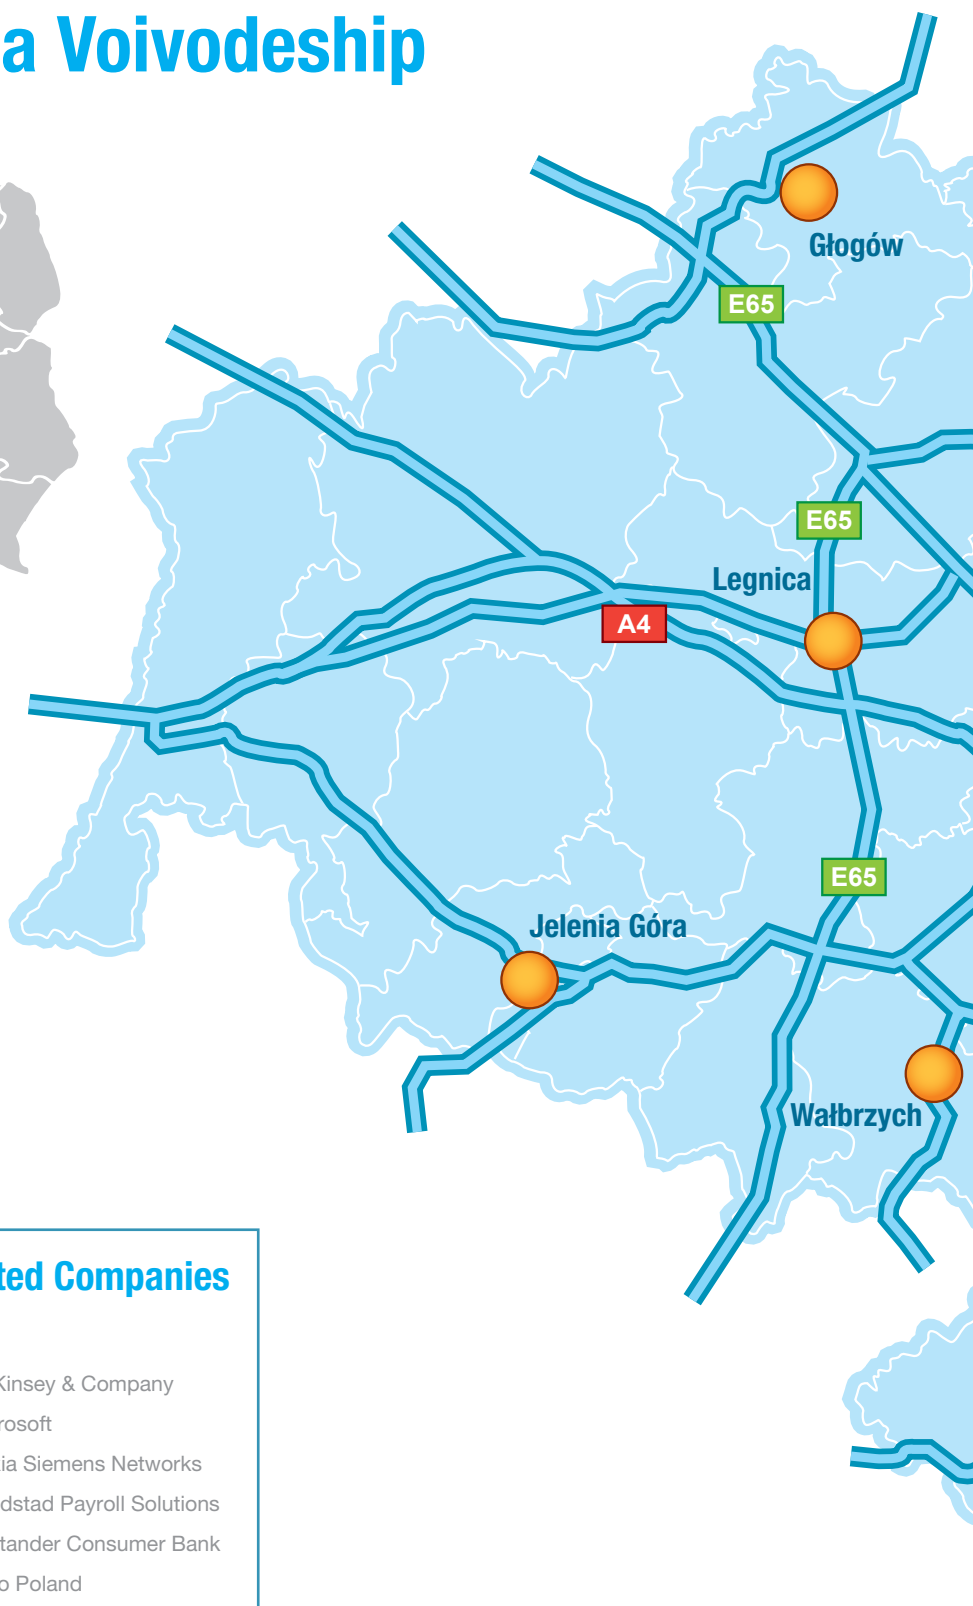 a Voivodeship
Głogów
E65
E65
Legnica
A4
E65
Jelenia Góra
Wałbrzych
ted Companies
Kinsey & Company
rosoft
ia Siemens Networks
dstad Payroll Solutions
tander Consumer Bank
o Poland